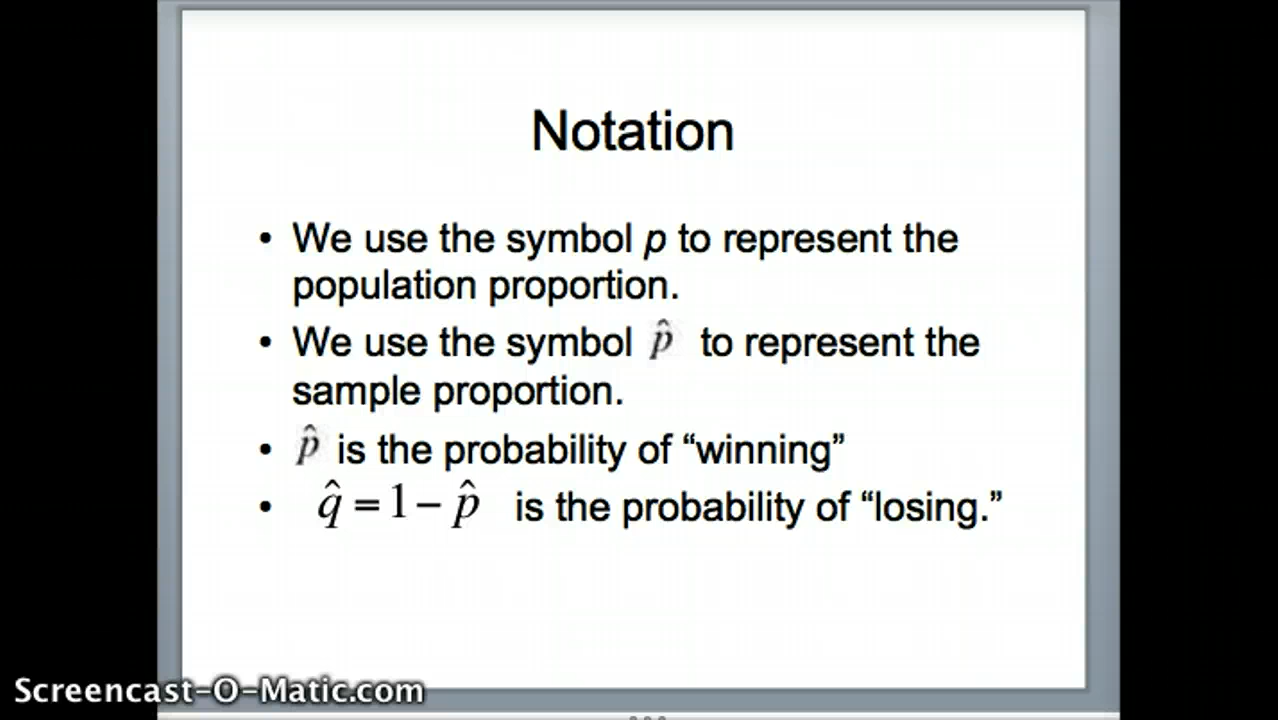 Notation
• We use the symbol p to represent the
population proportion.
• We use the symbol p̂ to represent the
sample proportion.
• p̂ is the probability of “winning”
• q̂ = 1 − p̂ is the probability of “losing.”
Screencast-O-Matic.com